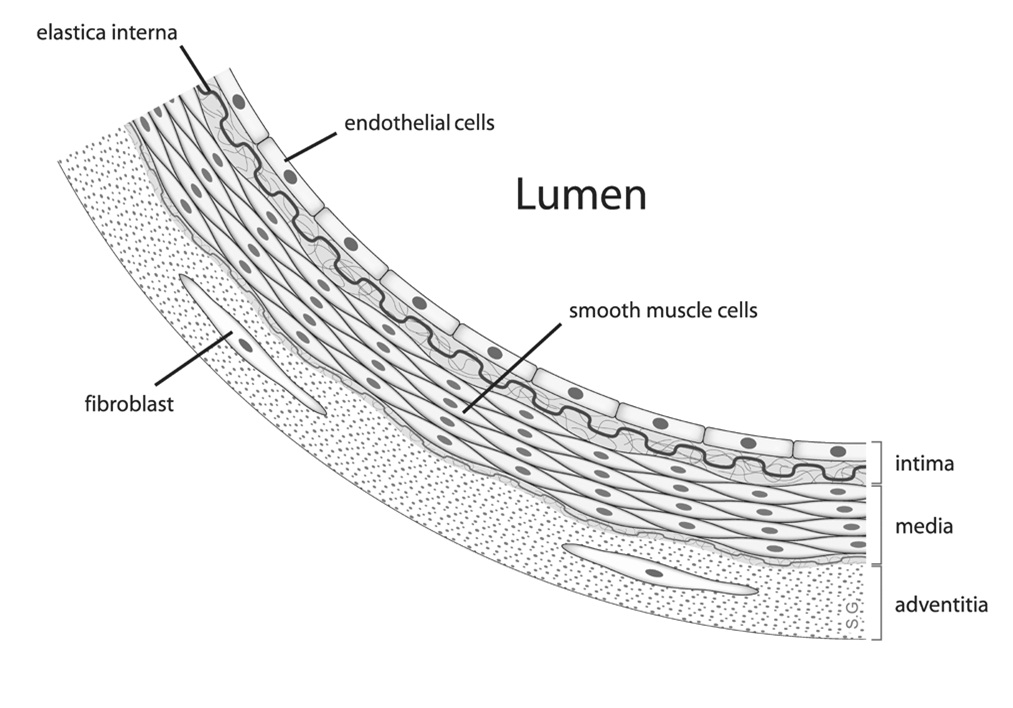 elastica interna
endothelial cells
Lumen
smooth muscle cells
fibroblast
intima
media
adventitia
S.G.